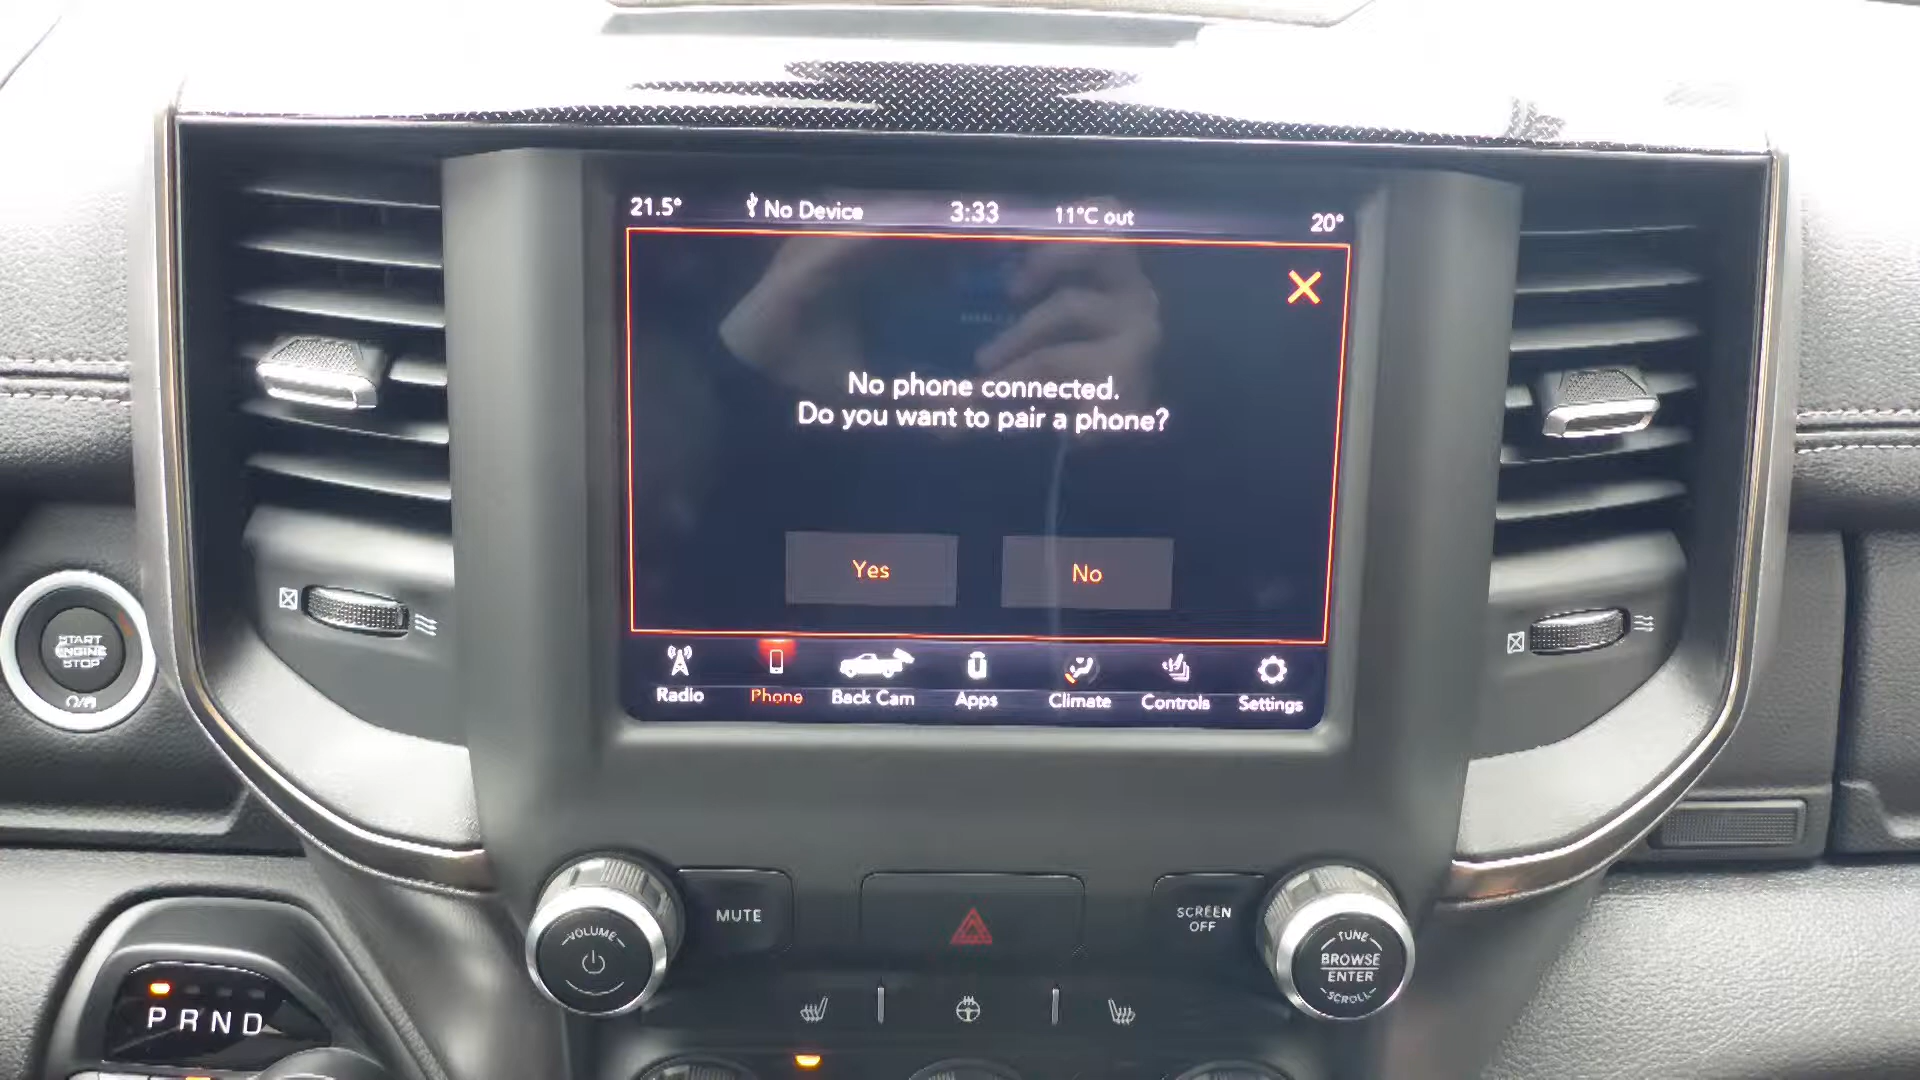 21.5° No Device 3:33 11°C out 20°
No phone connected.
Do you want to pair a phone?
Yes No
Radio Phone Back Cam Apps Climate Controls Settings
START
ENGINE
STOP
MUTE
SCREEN
OFF
VOLUME
TUNE
BROWSE
ENTER
SCROLL
P R N D